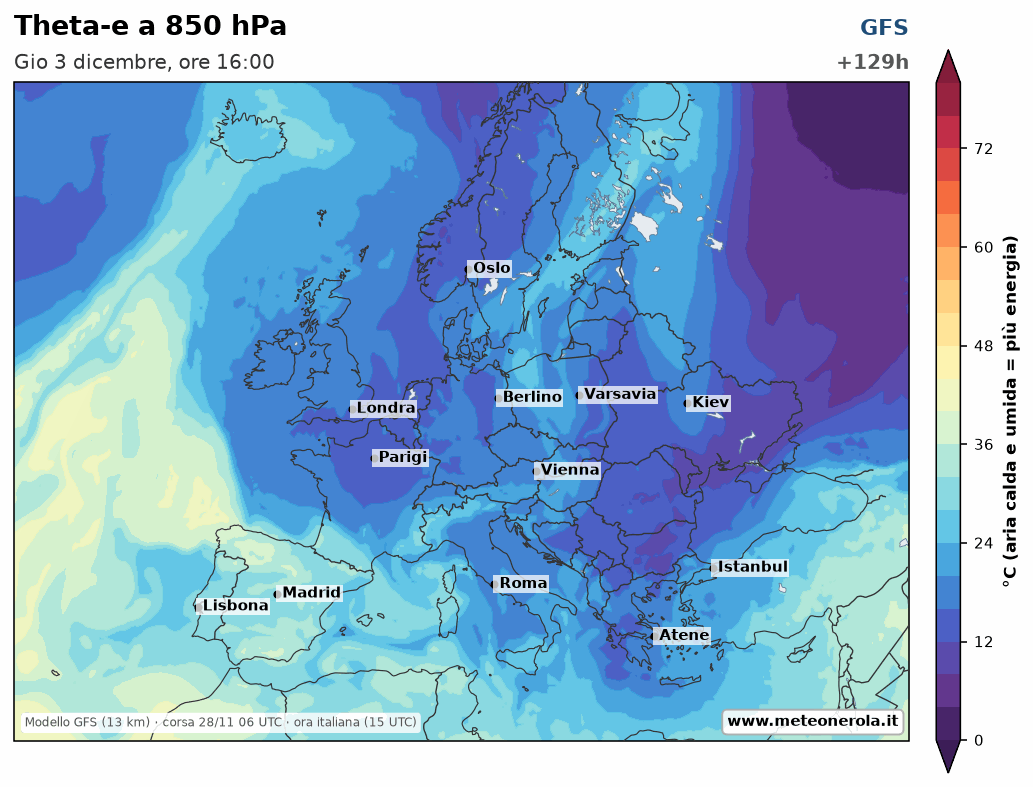 Theta-e a 850 hPa
GFS
Gio 3 dicembre, ore 16:00
+129h
72
60
48
36
24
12
0
°C (aria calda e umida = più energia)
Oslo
Londra
Berlino
Varsavia
Kiev
Parigi
Vienna
Istanbul
Roma
Madrid
Lisbona
Atene
Modello GFS (13 km) · corsa 28/11 06 UTC · ora italiana (15 UTC)
www.meteonerola.it